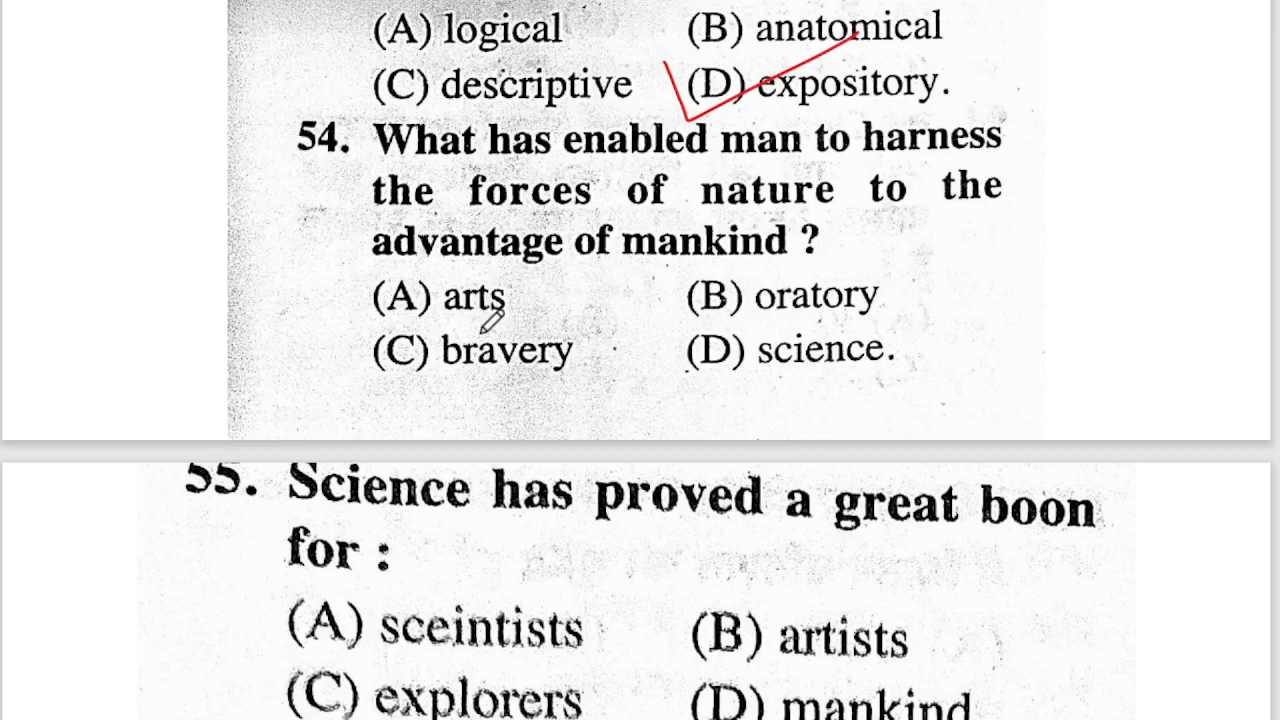 (A) logical (B) anatomical
(C) descriptive (D) expository.
54. What has enabled man to harness
the forces of nature to the
advantage of mankind ?
(A) arts (B) oratory
(C) bravery (D) science.
55. Science has proved a great boon
for :
(A) sceintists (B) artists
(C) explorers (D) mankind